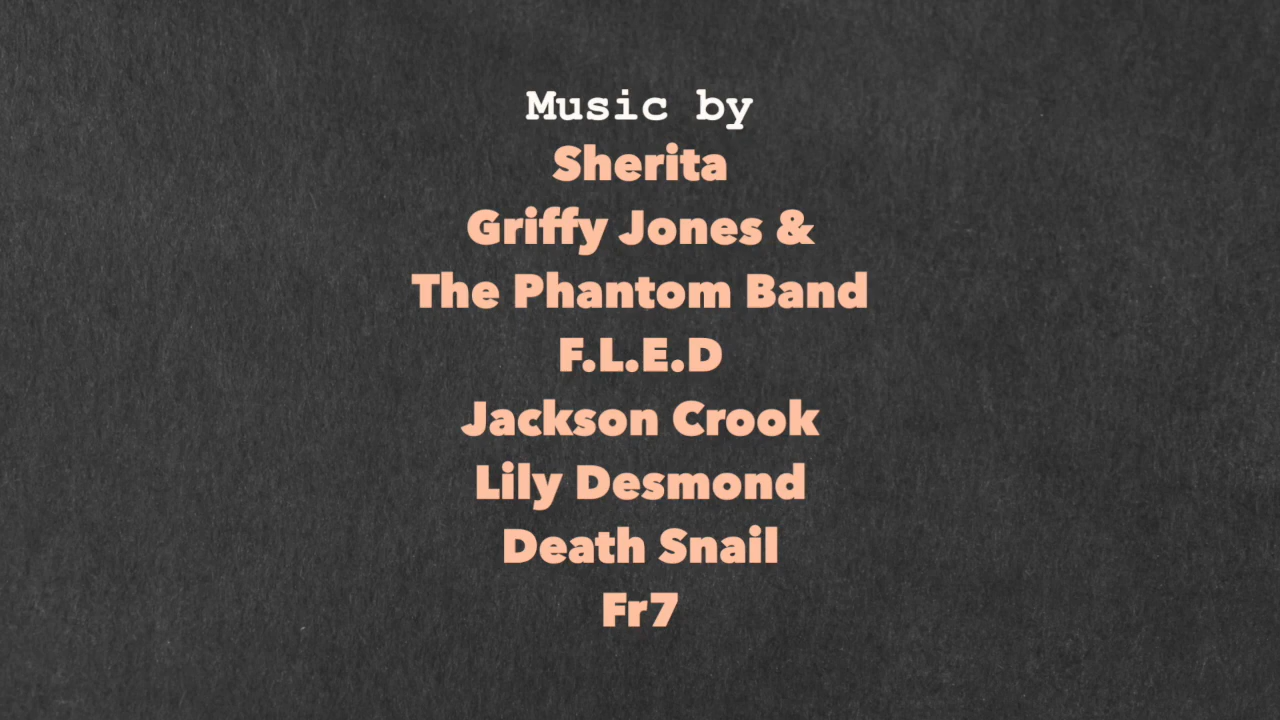 Music by
Sherita
Griffy Jones &
The Phantom Band
F.L.E.D
Jackson Crook
Lily Desmond
Death Snail
Fr7